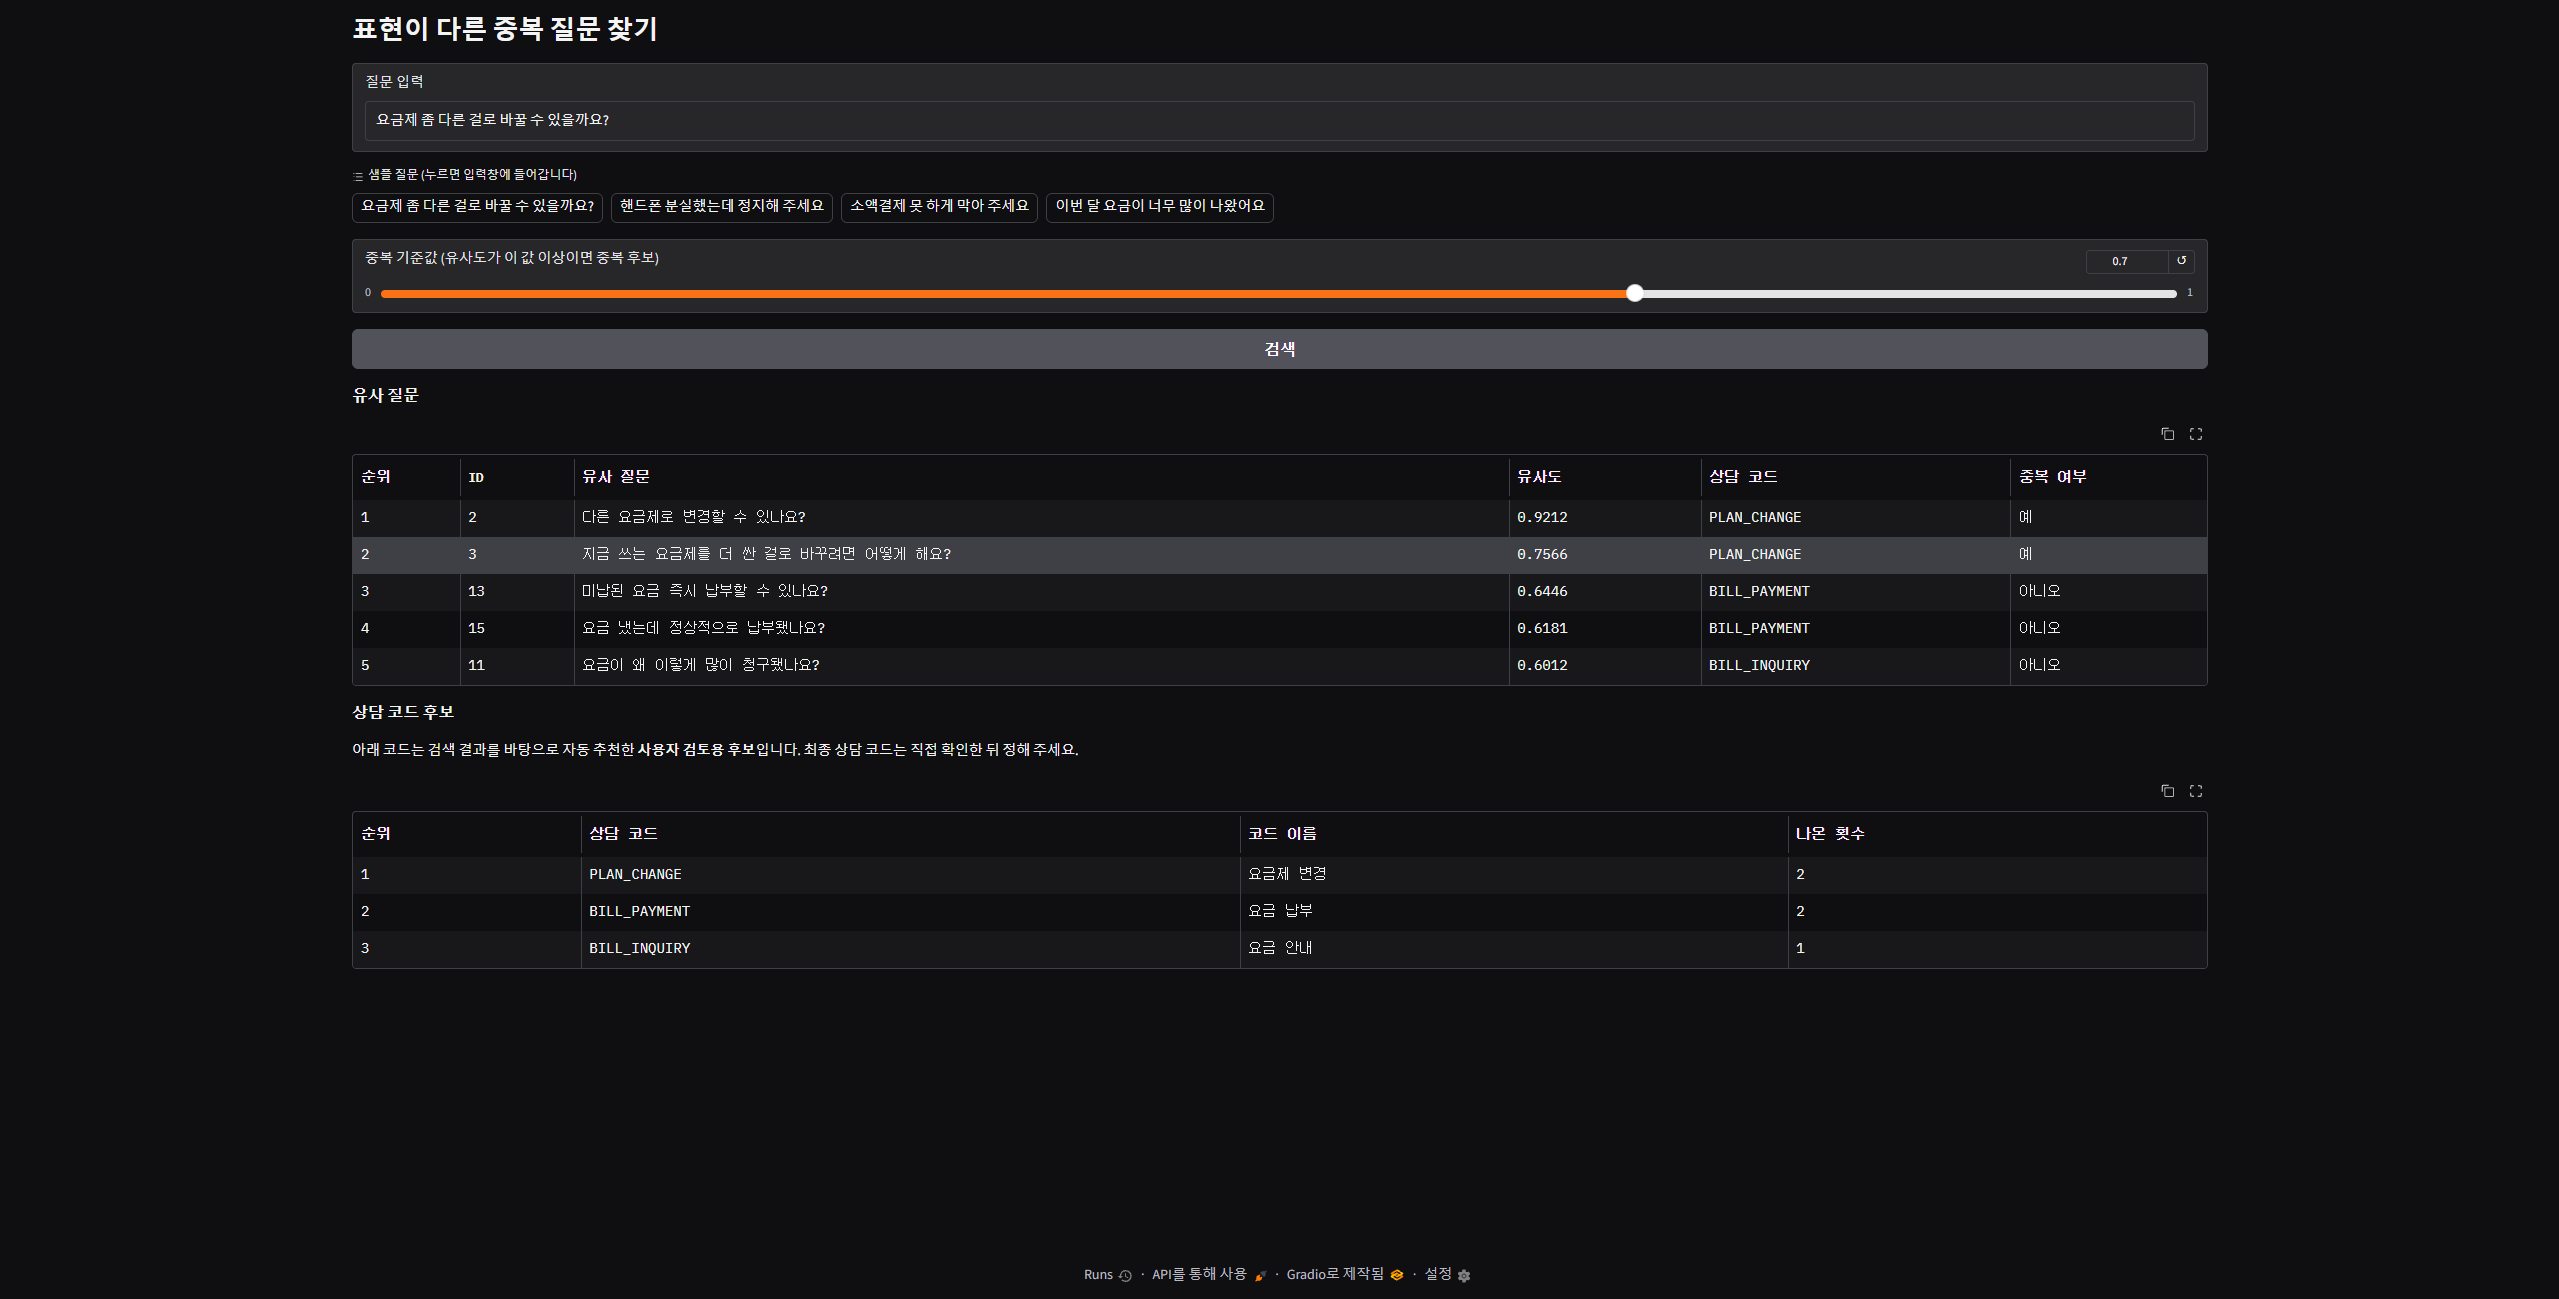 표현이 다른 중복 질문 찾기
질문 입력
요금제 좀 다른 걸로 바꿀 수 있을까요?
샘플 질문 (누르면 입력창에 들어갑니다)
요금제 좀 다른 걸로 바꿀 수 있을까요? 핸드폰 분실했는데 정지해 주세요 소액결제 못 하게 막아 주세요 이번 달 요금이 너무 많이 나왔어요
중복 기준값 (유사도가 이 값 이상이면 중복 후보) 0.7 ↺
0 1
검색
유사 질문
순위 ID 유사 질문 유사도 상담 코드 중복 여부
1 2 다른 요금제로 변경할 수 있나요? 0.9212 PLAN_CHANGE 예
2 3 지금 쓰는 요금제를 더 싼 걸로 바꾸려면 어떻게 해요? 0.7566 PLAN_CHANGE 예
3 13 미납된 요금 즉시 납부할 수 있나요? 0.6446 BILL_PAYMENT 아니오
4 15 요금 냈는데 정상적으로 납부됐나요? 0.6181 BILL_PAYMENT 아니오
5 11 요금이 왜 이렇게 많이 청구됐나요? 0.6012 BILL_INQUIRY 아니오
상담 코드 후보
아래 코드는 검색 결과를 바탕으로 자동 추천한 사용자 검토용 후보입니다. 최종 상담 코드는 직접 확인한 뒤 정해 주세요.
순위 상담 코드 코드 이름 나온 횟수
1 PLAN_CHANGE 요금제 변경 2
2 BILL_PAYMENT 요금 납부 2
3 BILL_INQUIRY 요금 안내 1
Runs · API를 통해 사용 · Gradio로 제작됨 · 설정